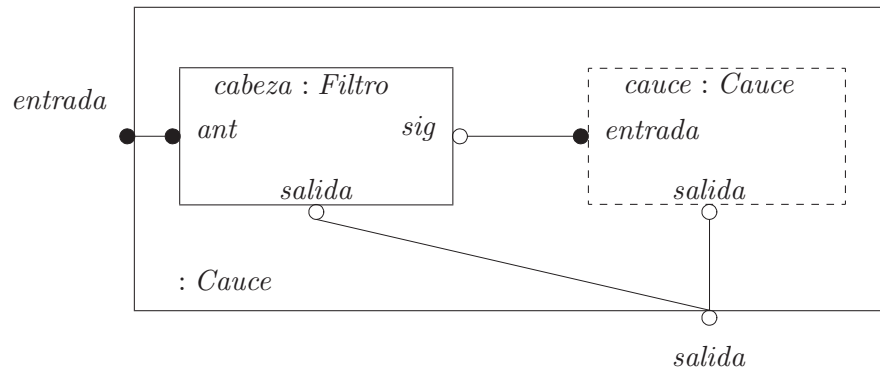 cabeza : Filtro
cauce : Cauce
entrada
ant
sig
entrada
salida
salida
: Cauce
salida